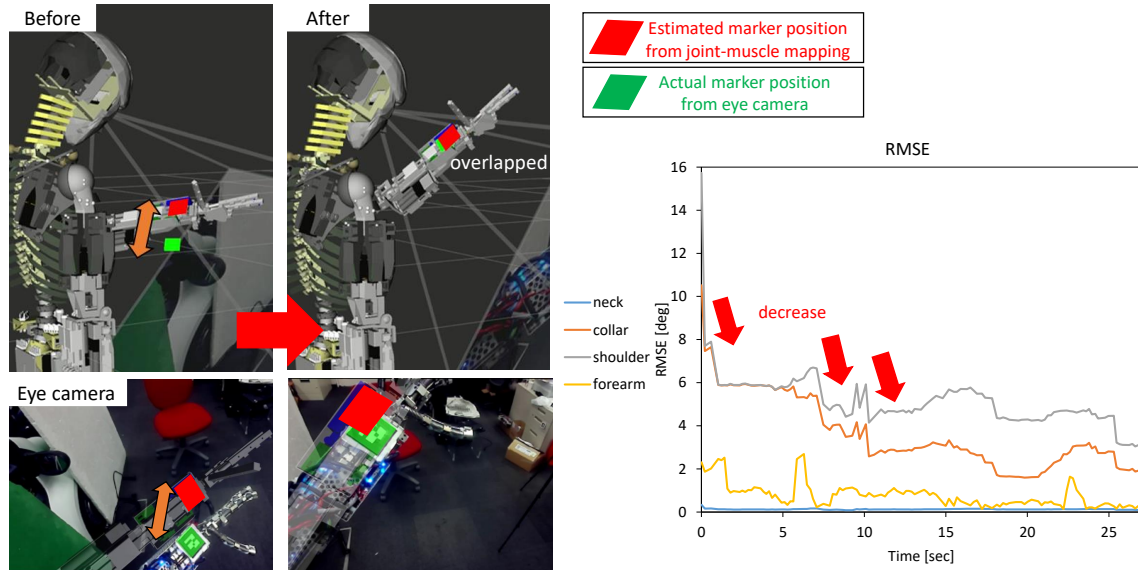 Before
After
overlapped
Eye camera
Estimated marker position
from joint-muscle mapping
Actual marker position
from eye camera
RMSE
16
14
12
10
8
6
4
2
0
RMSE [deg]
neck
collar
shoulder
forearm
decrease
0
5
10
15
20
25
Time [sec]